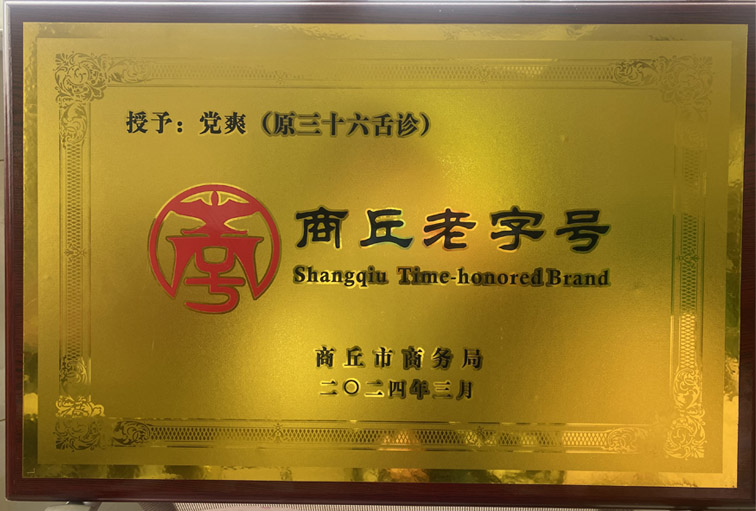 授予：党爽（原三十六舌诊）
商丘老字号
Shangqiu Time-honored Brand
商丘市商务局
二〇二四年三月